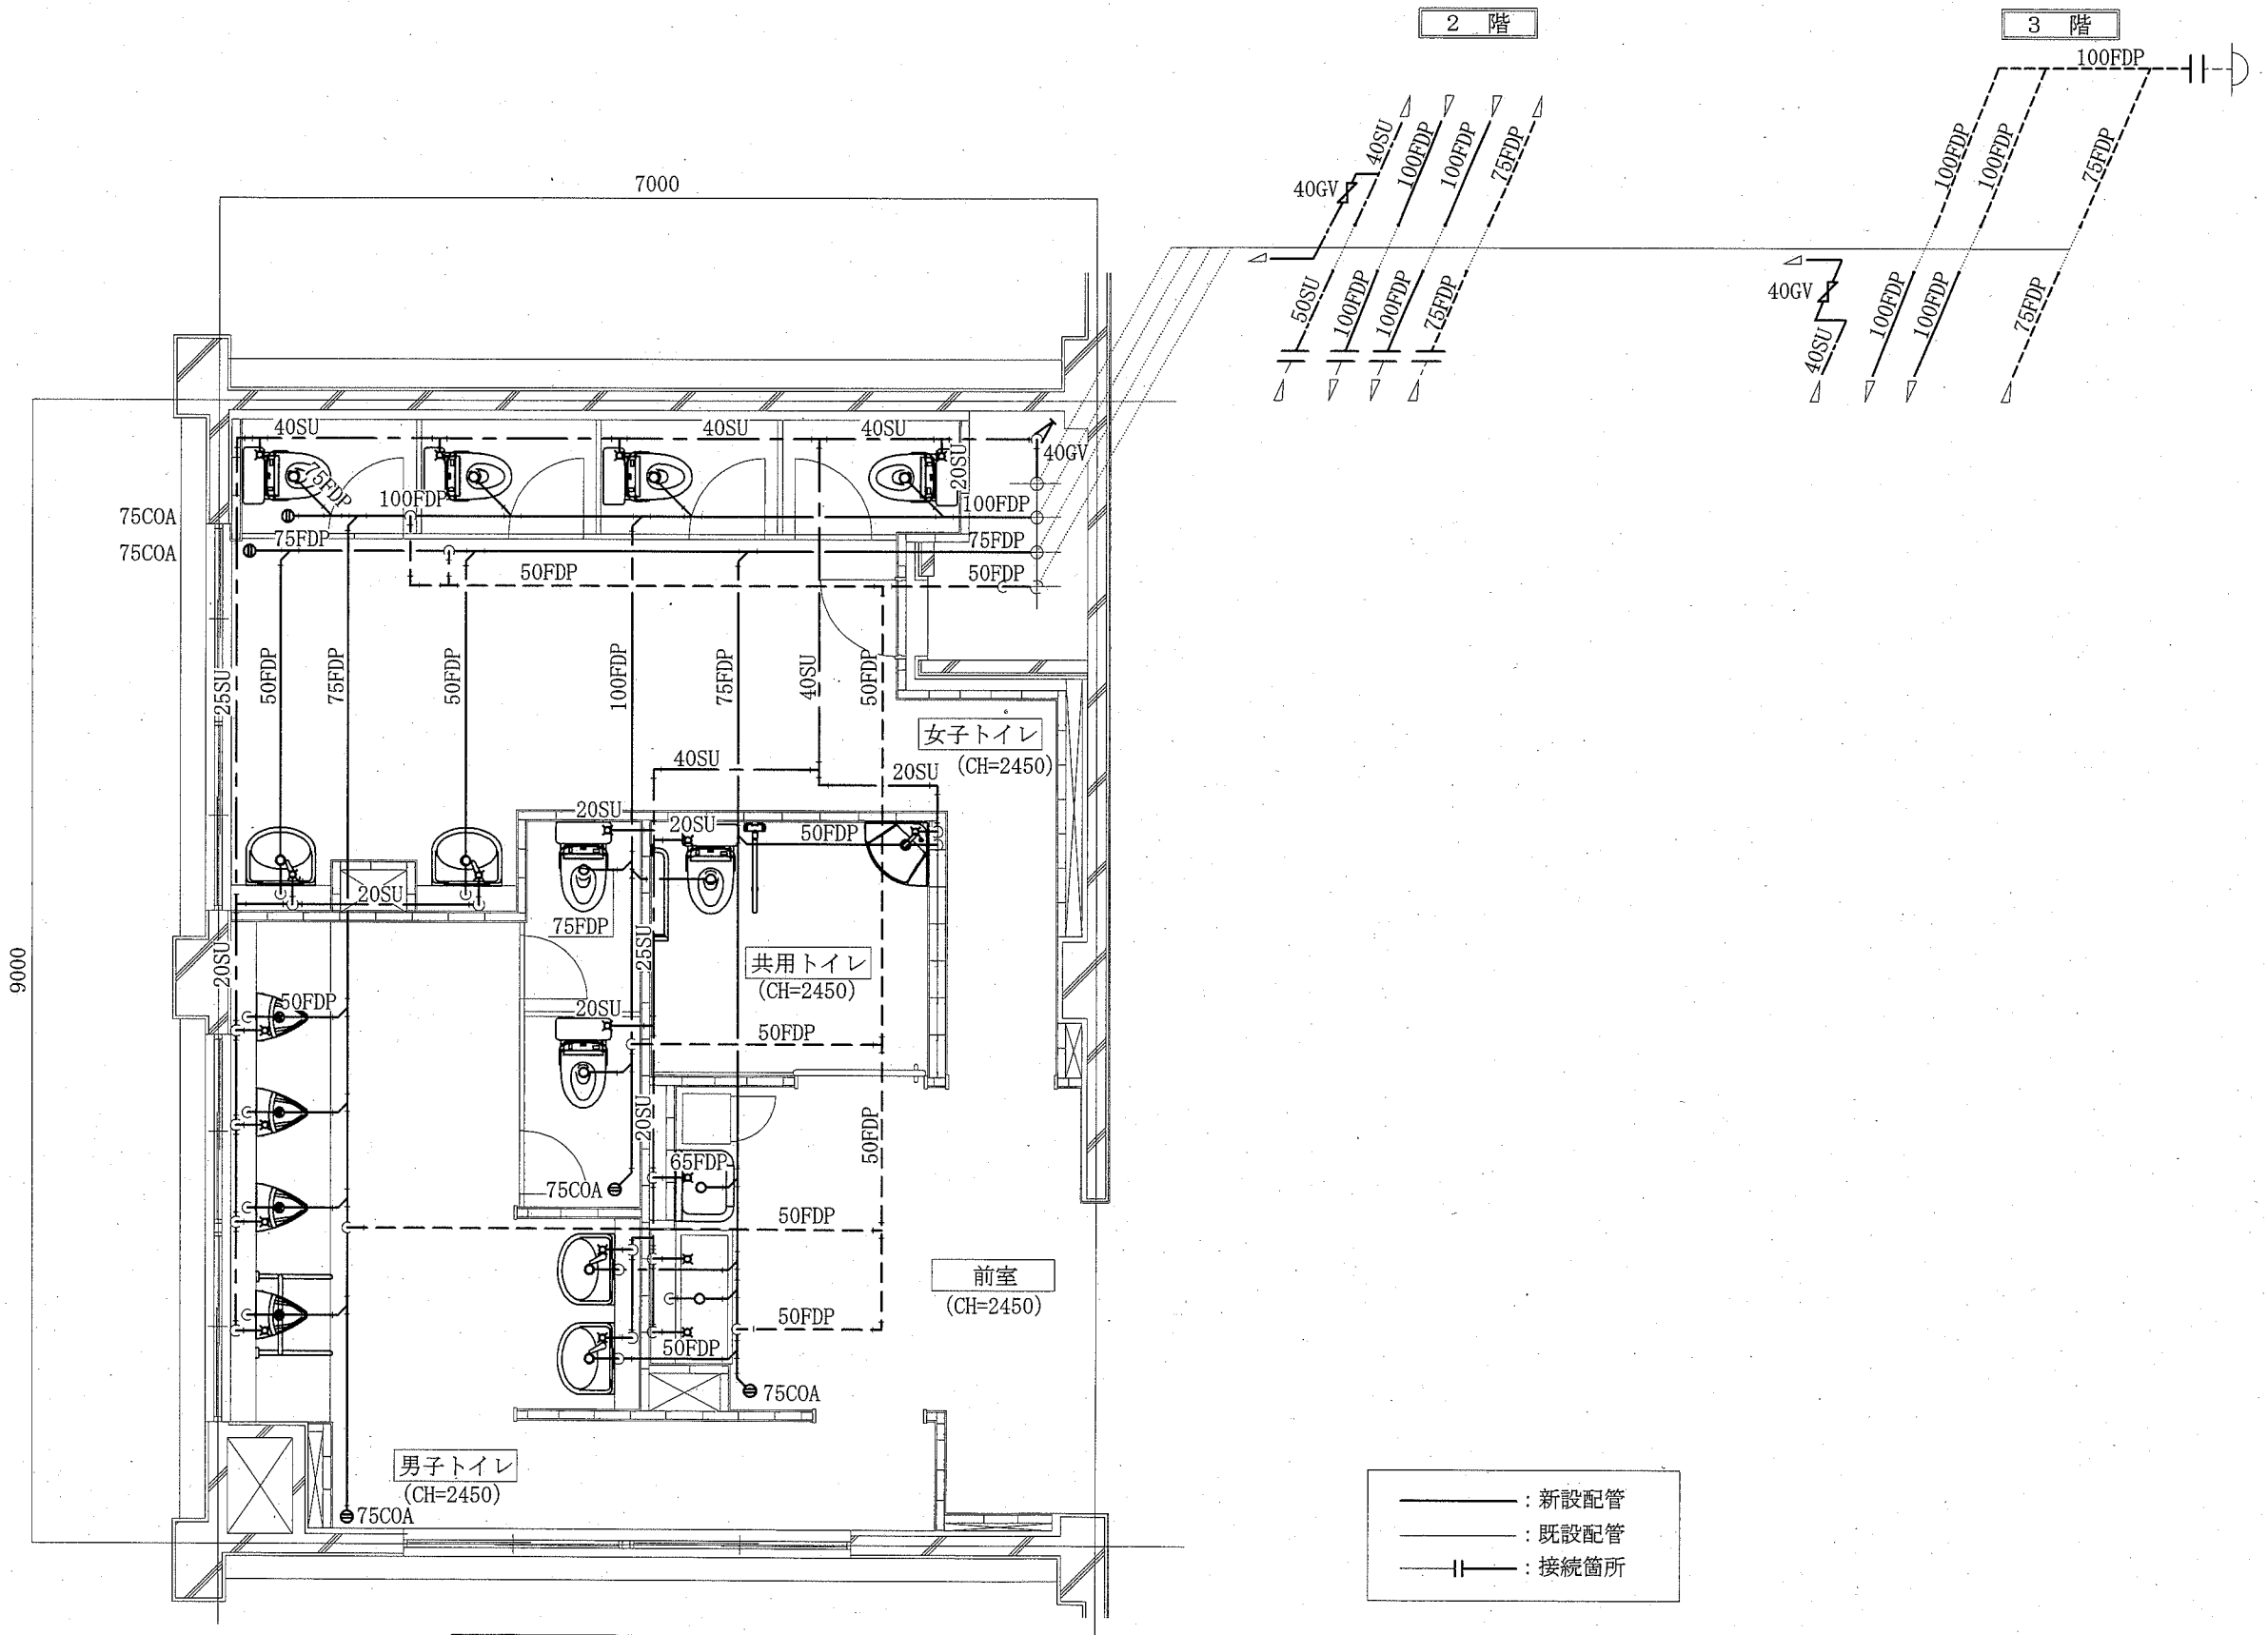 2 階
3 階
100FDP
40SU
100FDP
100FDP
75FDP
100FDP
100FDP
75FDP
40GV
7000
50SU
100FDP
100FDP
75FDP
40GV
40SU
100FDP
100FDP
75FDP
40SU
40SU
40SU
20SU
40GV
75FDP
100FDP
100FDP
75COA
75COA
75FDP
75FDP
50FDP
50FDP
25SU
50FDP
75FDP
50FDP
100FDP
75FDP
40SU
50FDP
女子トイレ
(CH=2450)
40SU
20SU
20SU
20SU
50FDP
20SU
75FDP
9000
20SU
25SU
共用トイレ
(CH=2450)
50FDP
20SU
50FDP
20SU
50FDP
65FDP
75COA
50FDP
前室
(CH=2450)
50FDP
50FDP
75COA
男子トイレ
(CH=2450)
75COA
:新設配管
:既設配管
:接続箇所